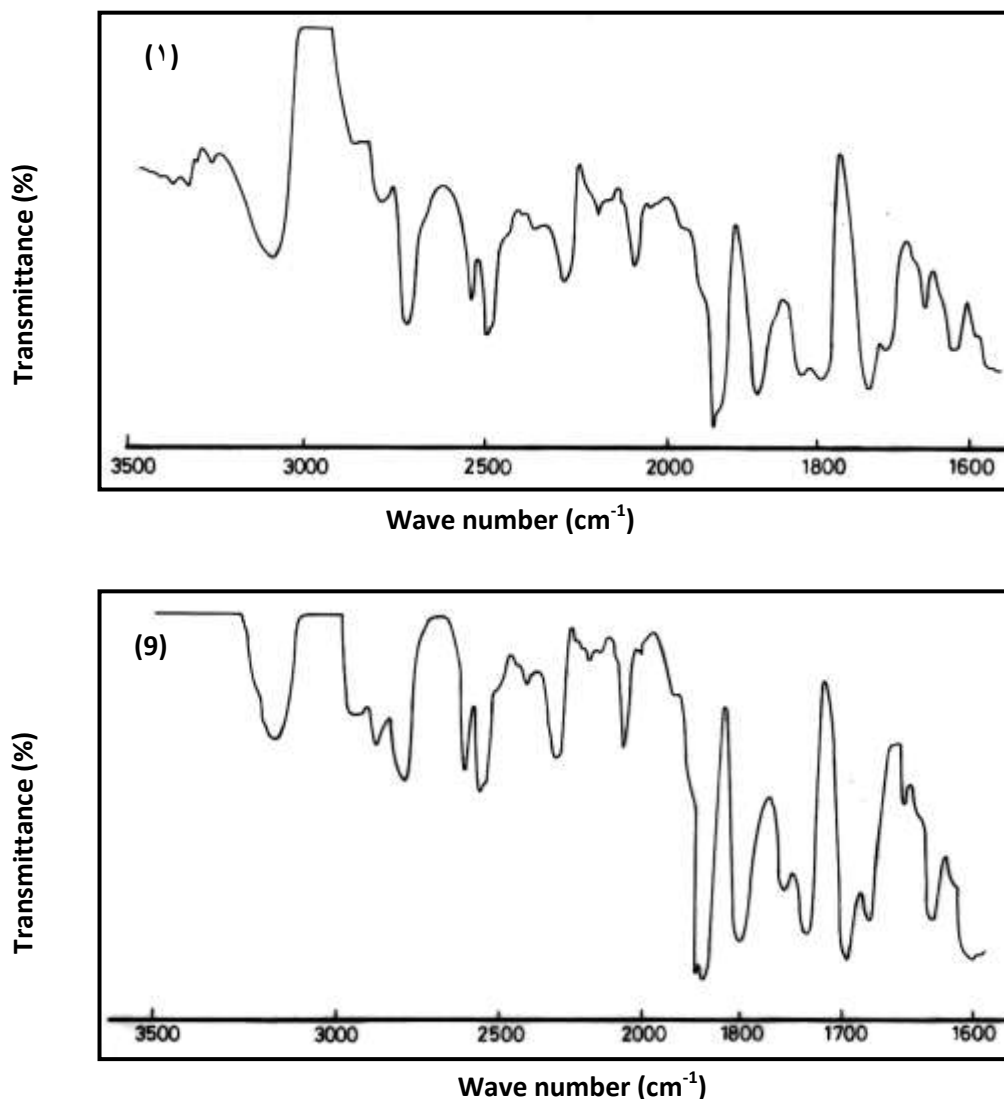 (١)
Transmittance (%)
3500 3000 2500 2000 1800 1600
Wave number (cm⁻¹)
(9)
Transmittance (%)
3500 3000 2500 2000 1800 1700 1600
Wave number (cm⁻¹)